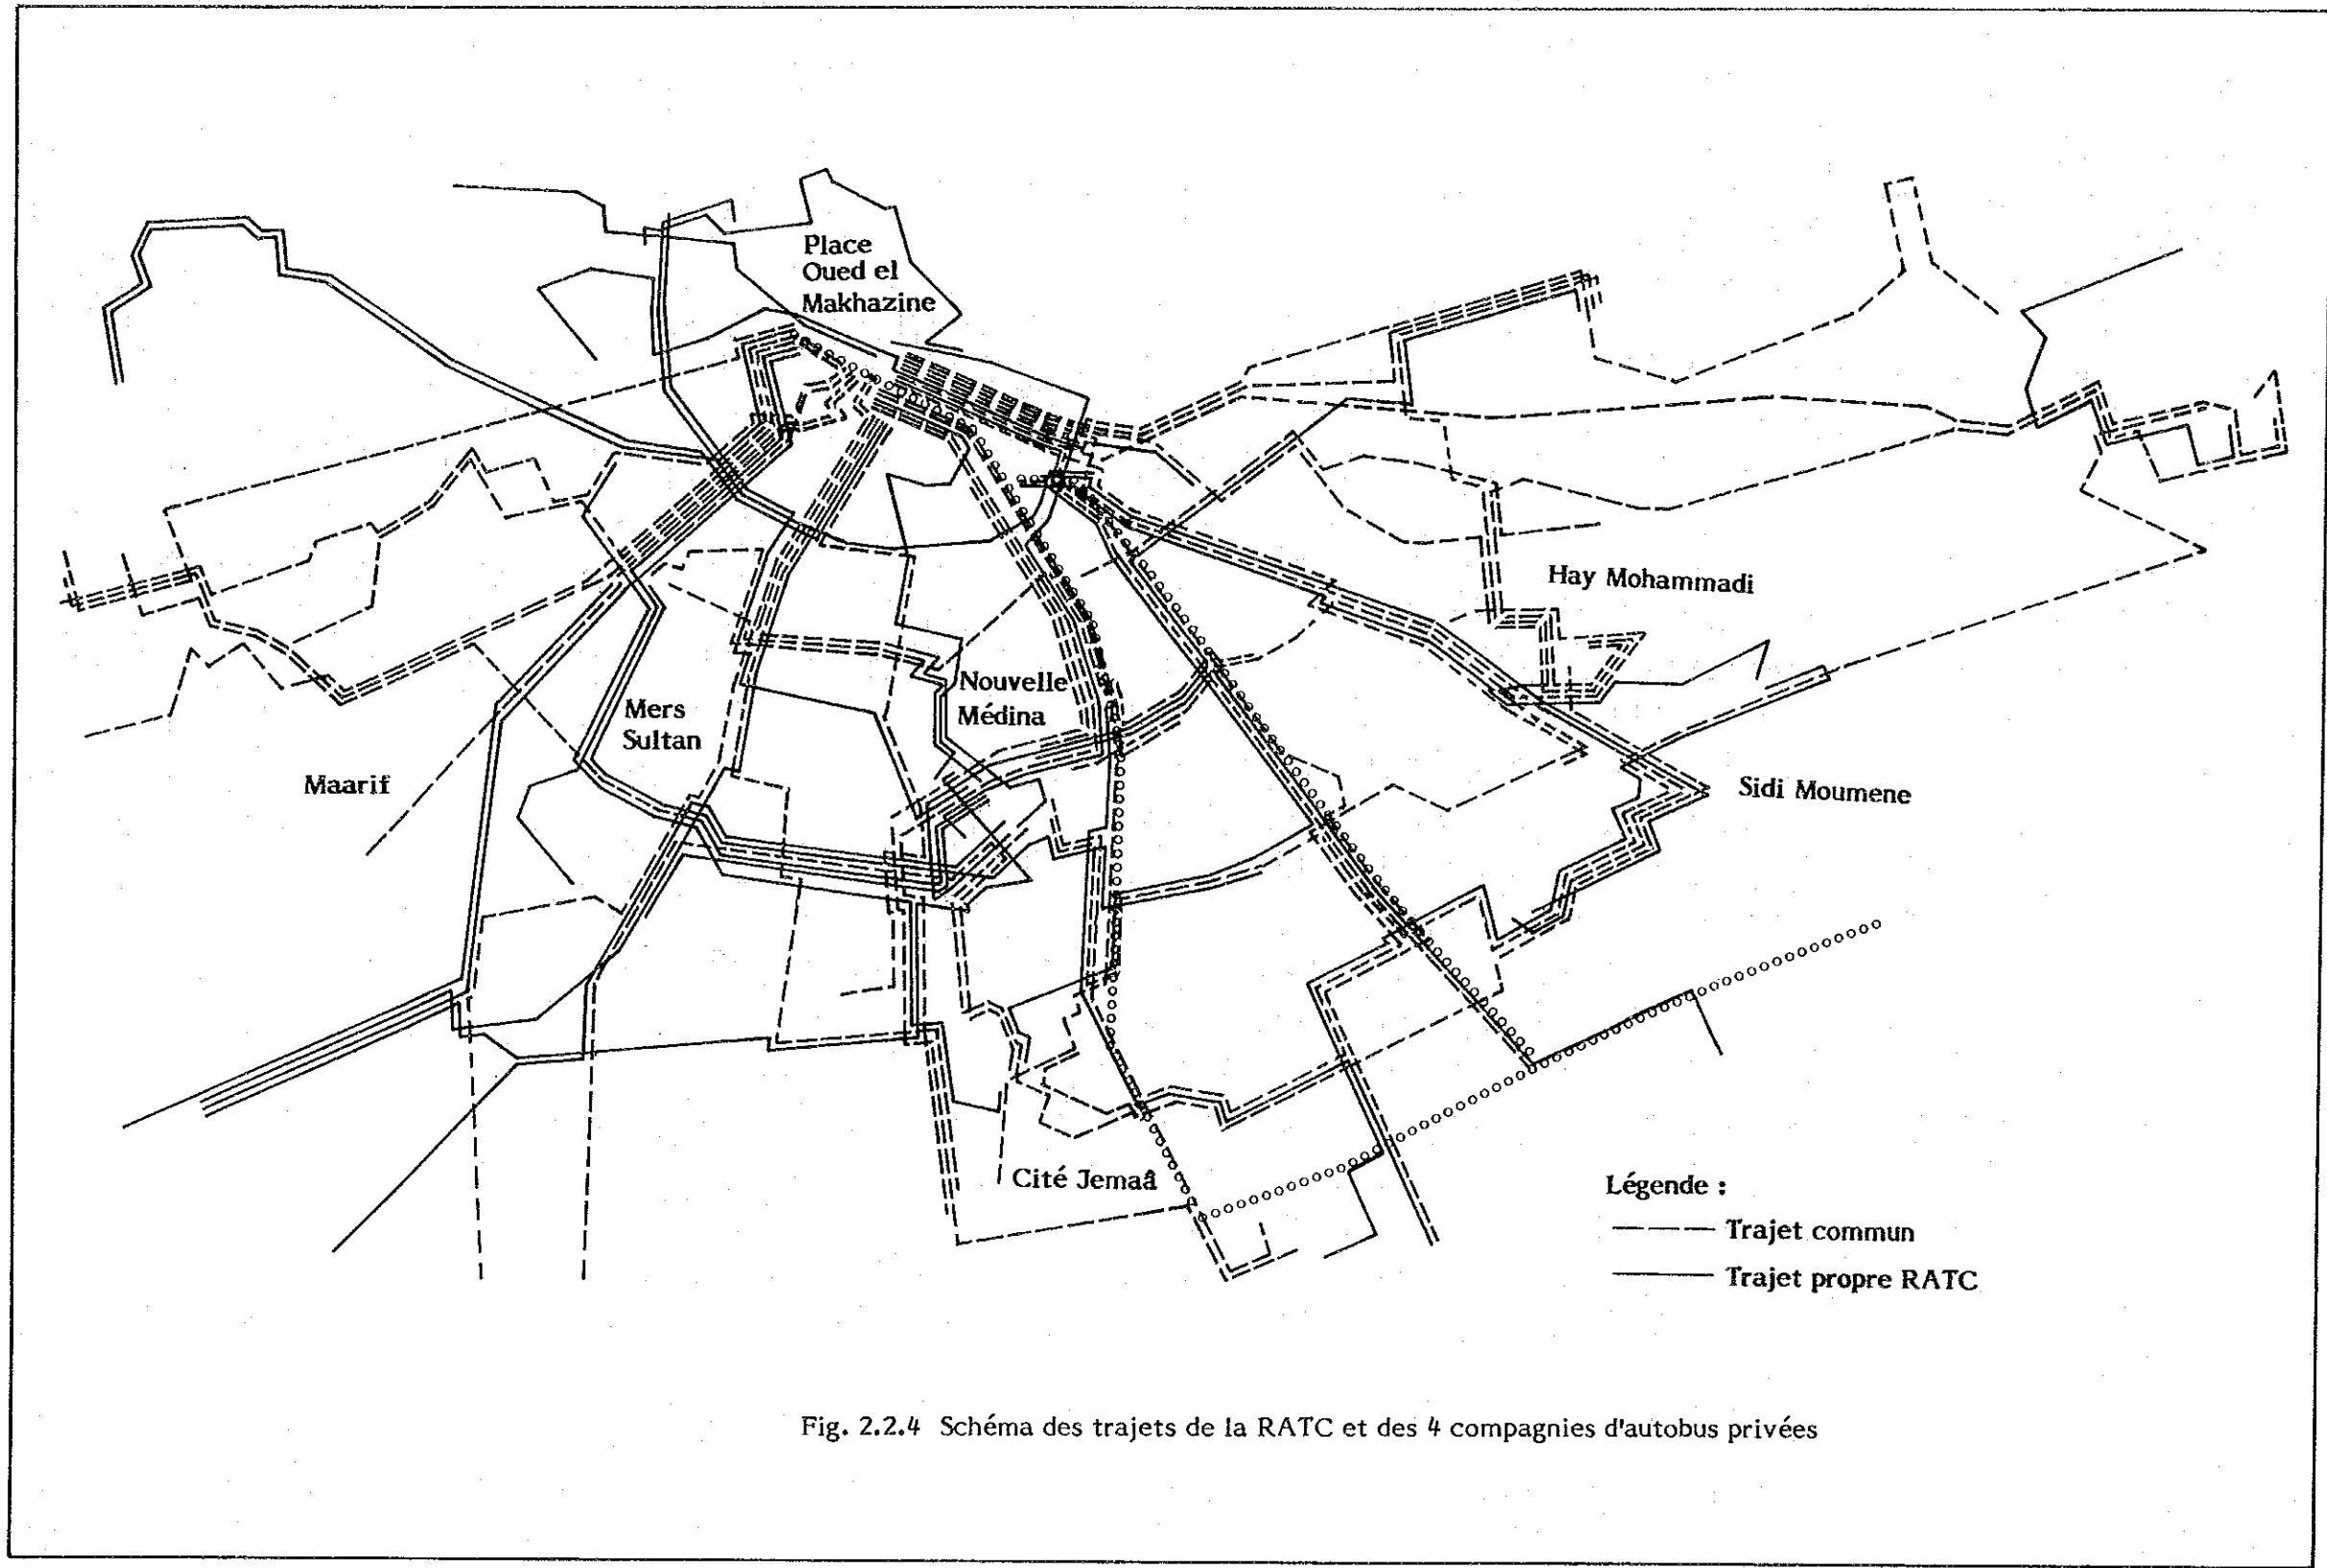 Place
Oued el
Makhazine
Hay Mohammadi
Nouvelle
Médina
Mers
Sultan
Maarif
Sidi Moumene
Cité Jemaâ
Légende :
Trajet commun
Trajet propre RATC
Fig. 2.2.4 Schéma des trajets de la RATC et des 4 compagnies d'autobus privées